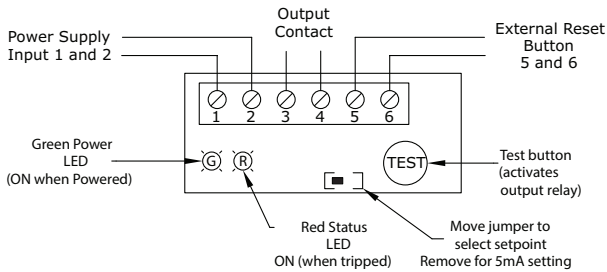 Power Supply
Input 1 and 2
Output
Contact
External Reset
Button
5 and 6
1 2 3 4 5 6
Green Power
LED
(ON when Powered)
G R
TEST
Test button
(activates
output relay)
Red Status
LED
ON (when tripped)
Move jumper to
select setpoint
Remove for 5mA setting